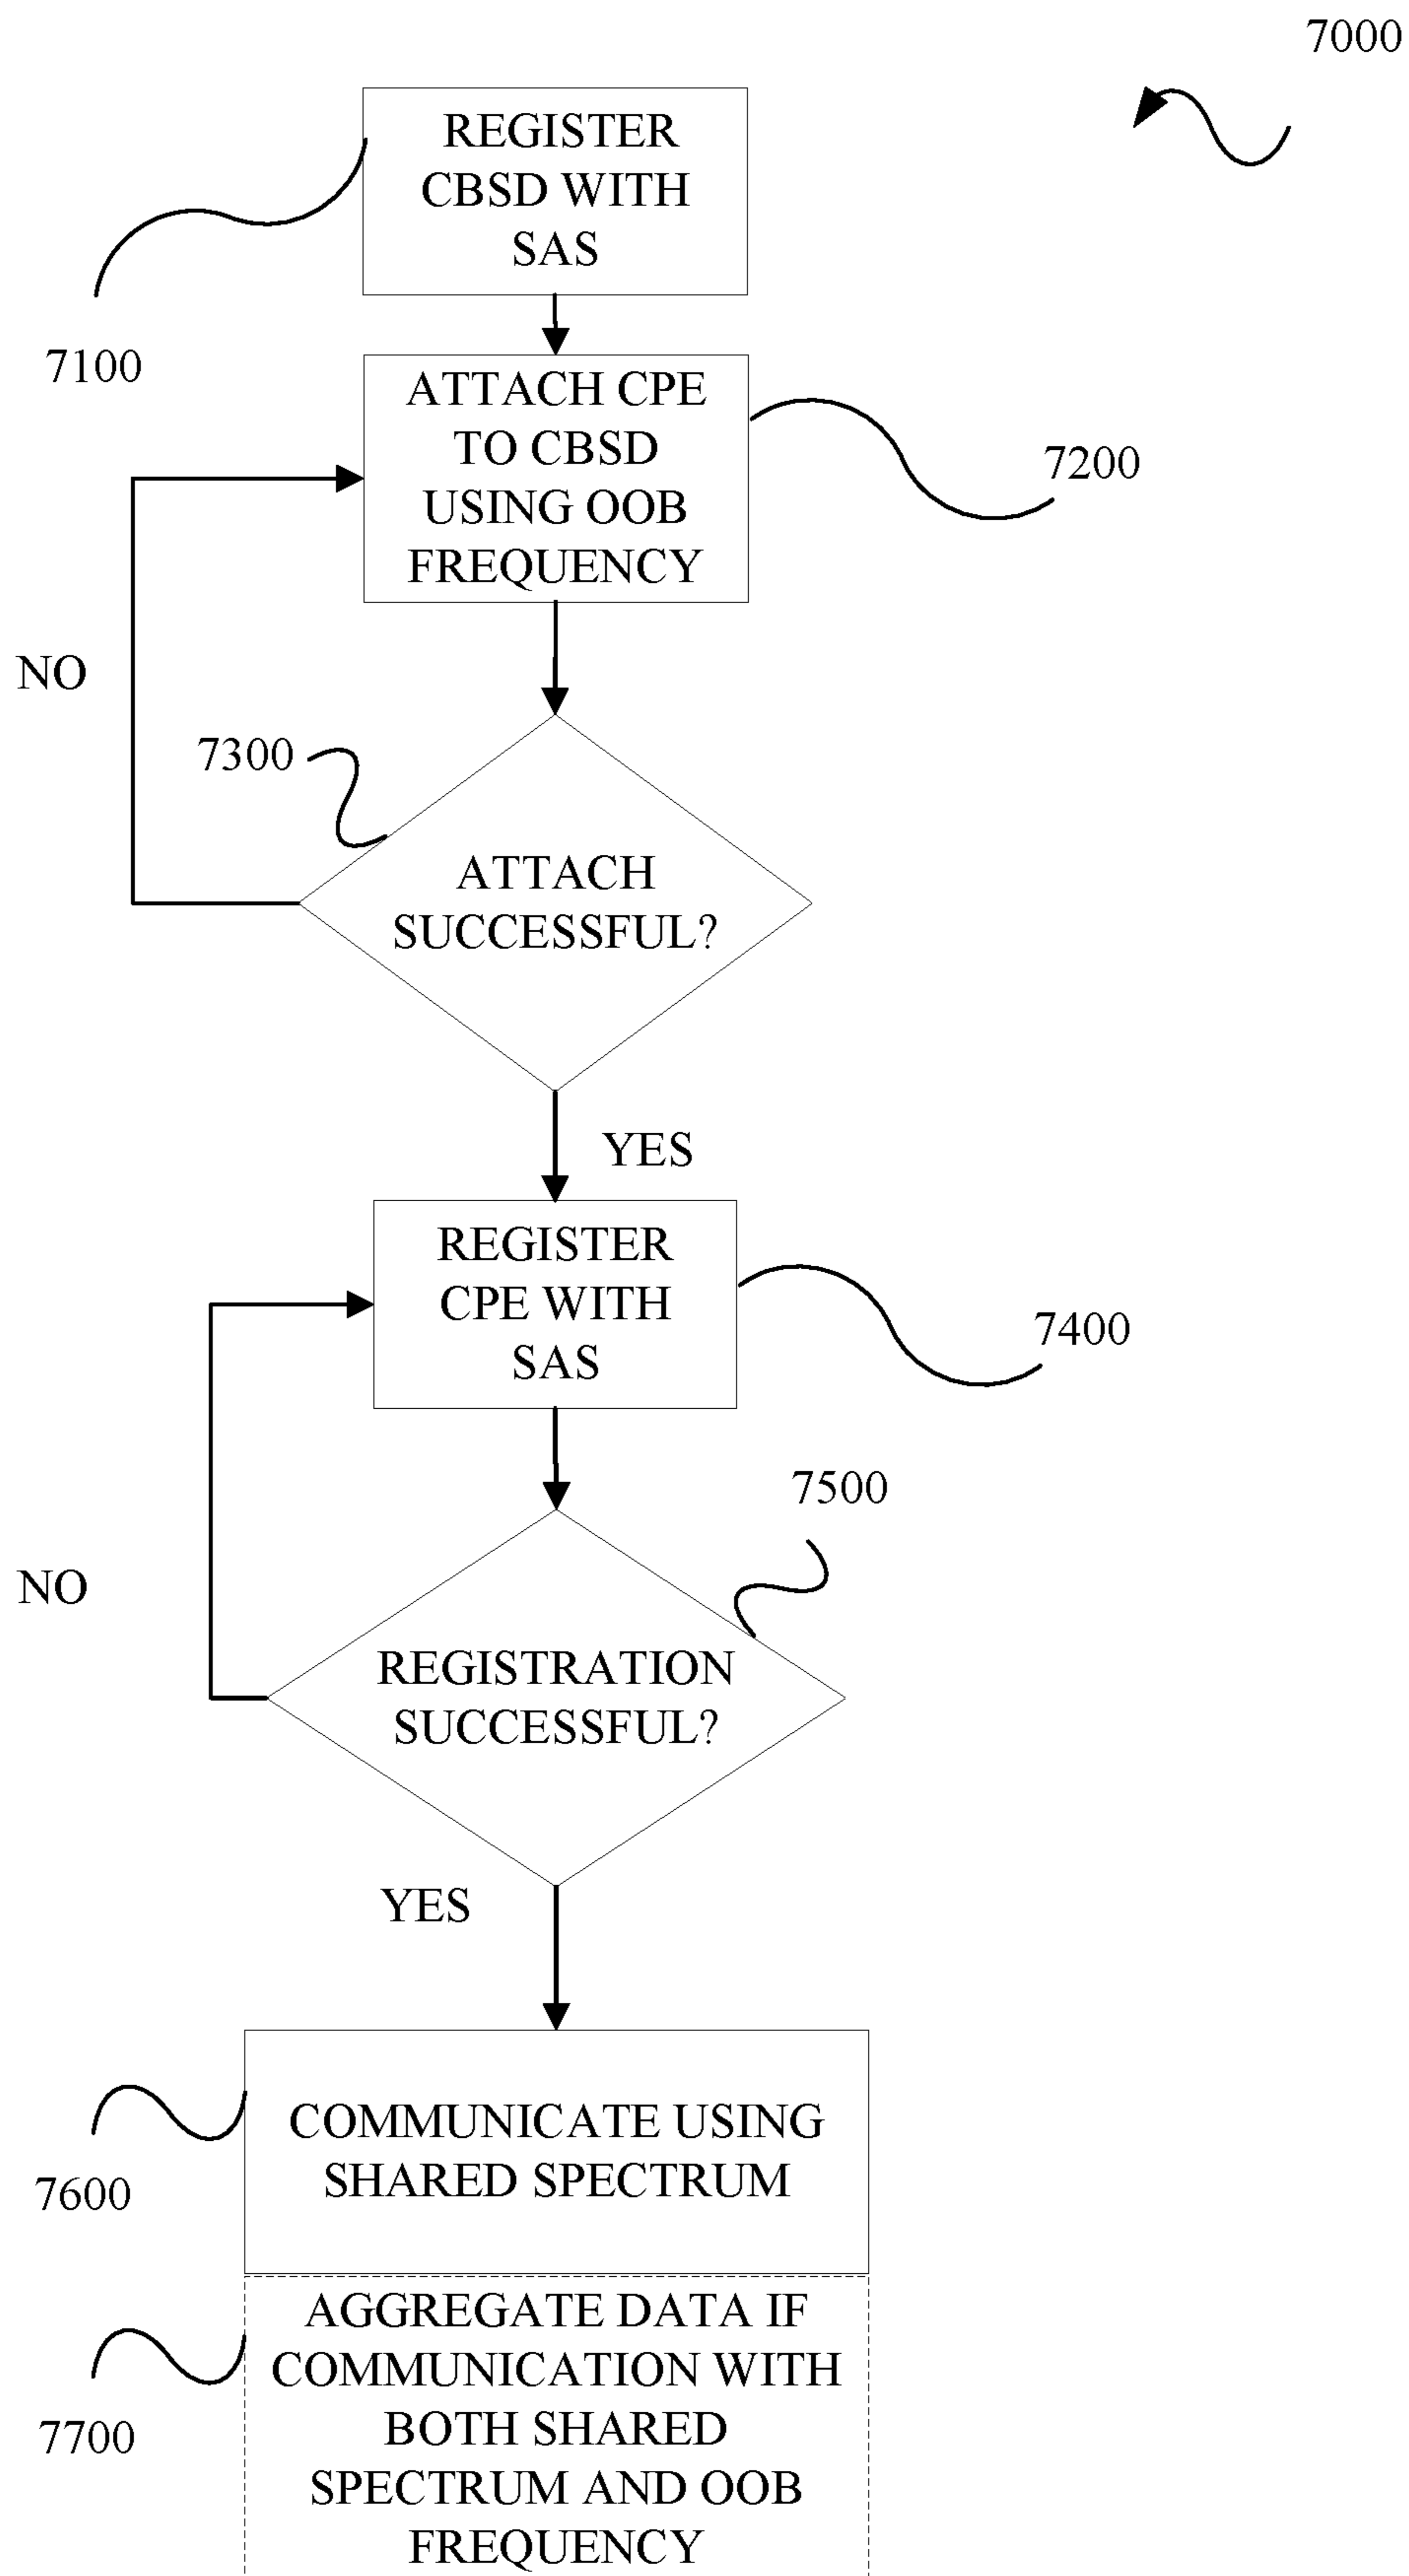 7000
REGISTER
CBSD WITH
SAS
7100
ATTACH CPE
TO CBSD
USING OOB
FREQUENCY
7200
NO
7300
ATTACH
SUCCESSFUL?
YES
REGISTER
CPE WITH
SAS
7400
7500
NO
REGISTRATION
SUCCESSFUL?
YES
COMMUNICATE USING
SHARED SPECTRUM
7600
AGGREGATE DATA IF
COMMUNICATION WITH
BOTH SHARED
SPECTRUM AND OOB
FREQUENCY
7700